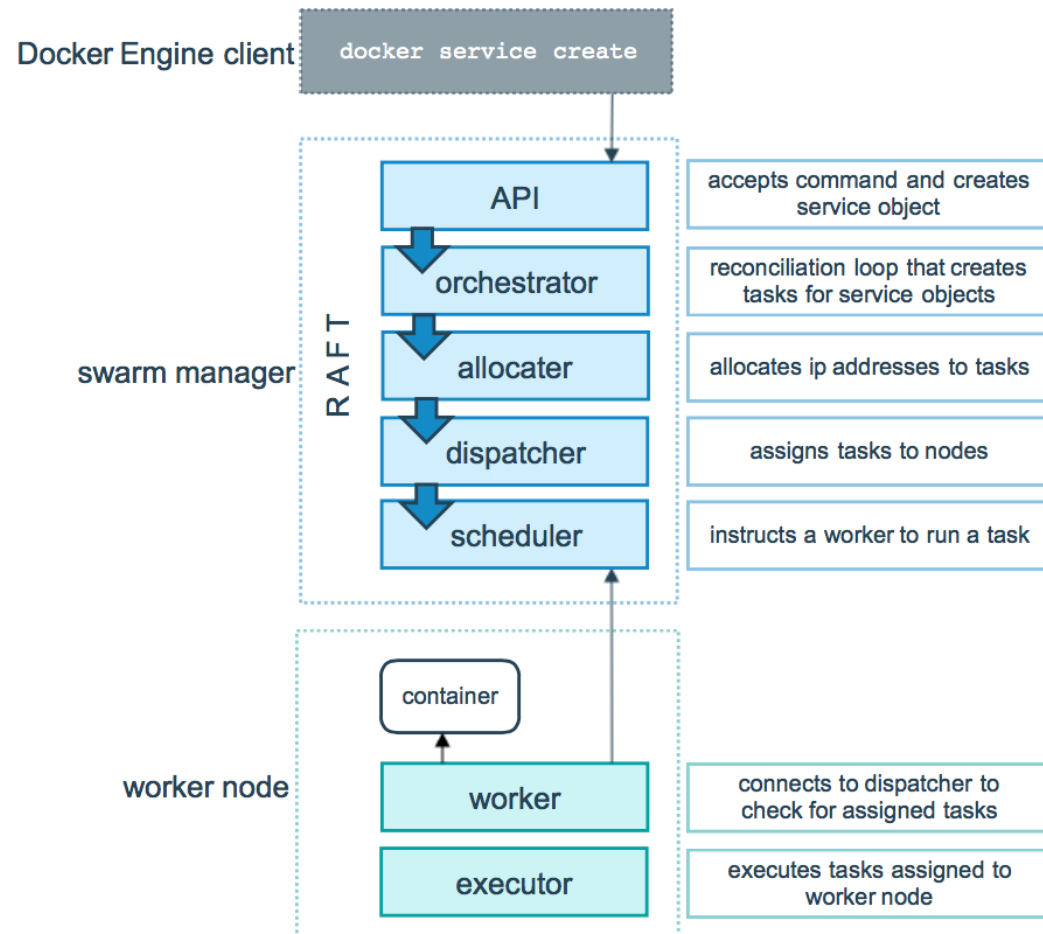 Docker Engine client
docker service create
API
accepts command and creates
service object
orchestrator
reconciliation loop that creates
tasks for service objects
swarm manager
RAFT
allocater
allocates ip addresses to tasks
dispatcher
assigns tasks to nodes
scheduler
instructs a worker to run a task
container
worker node
worker
connects to dispatcher to
check for assigned tasks
executor
executes tasks assigned to
worker node